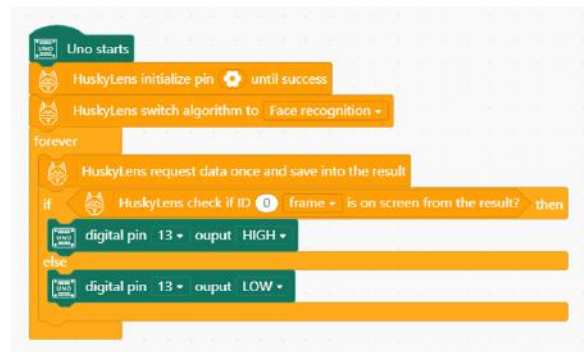 UNO Uno starts
HuskyLens initialize pin until success
HuskyLens switch algorithm to Face recognition
forever
HuskyLens request data once and save into the result
if HuskyLens check if ID 0 frame is on screen from the result? then
UNO digital pin 13 ouput HIGH
else
UNO digital pin 13 ouput LOW